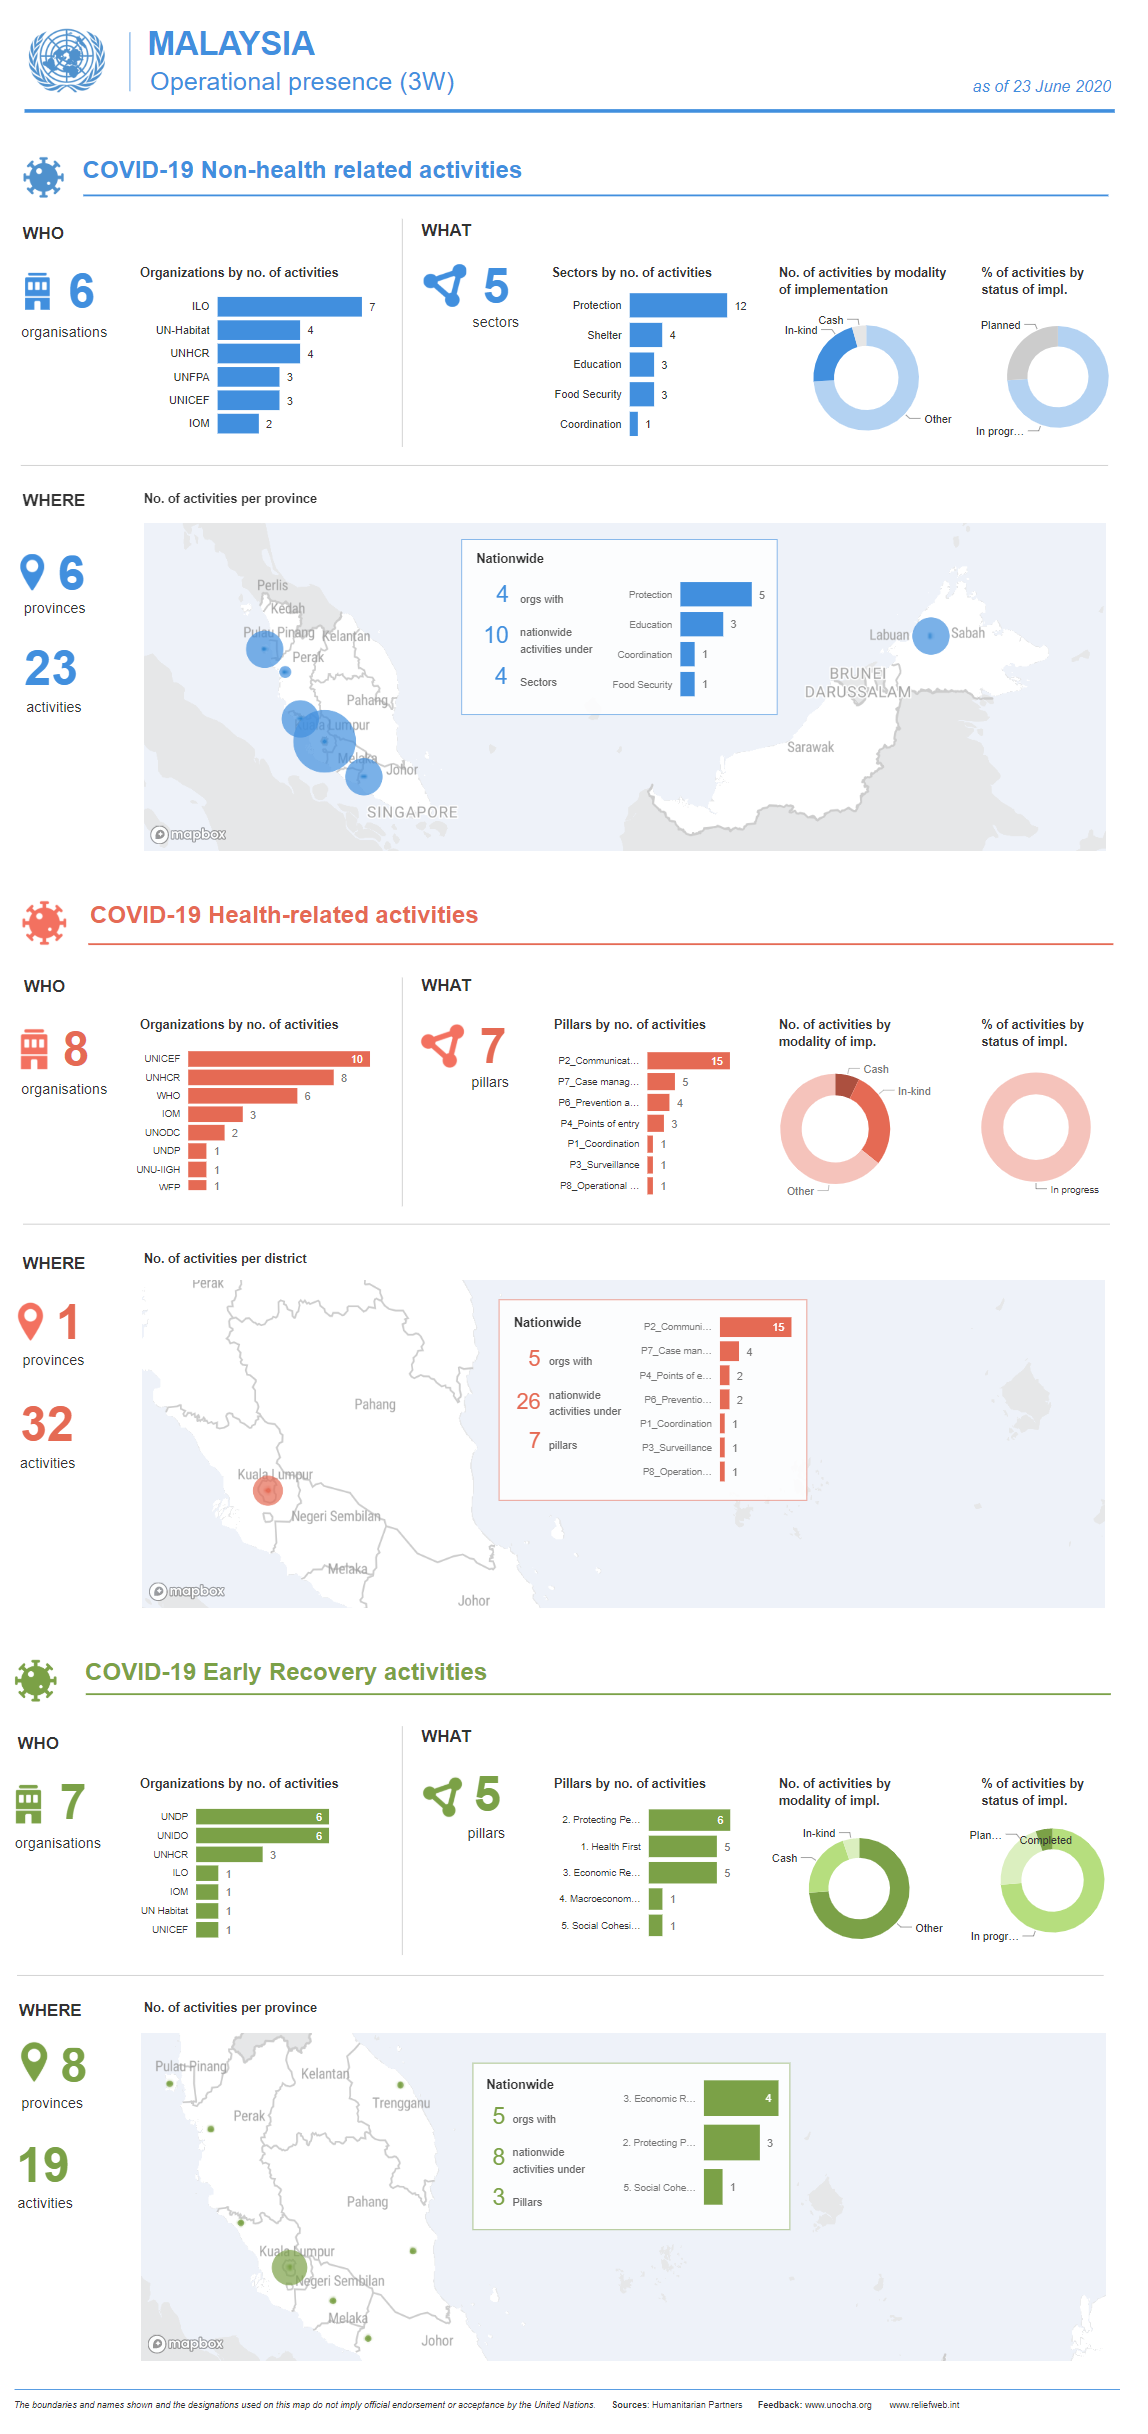 MALAYSIA
Operational presence (3W)
as of 23 June 2020
COVID-19 Non-health related activities
WHO
6
organisations
Organizations by no. of activities
ILO 7
UN-Habitat 4
UNHCR 4
UNFPA 3
UNICEF 3
IOM 2
WHAT
5
sectors
Sectors by no. of activities
Protection 12
Shelter 4
Education 3
Food Security 3
Coordination 1
No. of activities by modality
of implementation
Cash
In-kind
Other
% of activities by
status of impl.
Planned
In progr...
WHERE
6
provinces
23
activities
No. of activities per province
Perlis
Kedah
Pulau Pinang
Kelantan
Perak
Pahang
Kuala Lumpur
Melaka
Johor
SINGAPORE
Nationwide
4 orgs with
10 nationwide
activities under
4 Sectors
Protection 5
Education 3
Coordination 1
Food Security 1
Labuan
Sabah
BRUNEI
DARUSSALAM
Sarawak
mapbox
COVID-19 Health-related activities
WHO
8
organisations
Organizations by no. of activities
UNICEF 10
UNHCR 8
WHO 6
IOM 3
UNODC 2
UNDP 1
UNU-IIGH 1
WFP 1
WHAT
7
pillars
Pillars by no. of activities
P2_Communicat... 15
P7_Case manag... 5
P6_Prevention a... 4
P4_Points of entry 3
P1_Coordination 1
P3_Surveillance 1
P8_Operational ... 1
No. of activities by
modality of imp.
Cash
In-kind
Other
% of activities by
status of impl.
In progress
WHERE
1
provinces
32
activities
No. of activities per district
Perak
Pahang
Kuala Lumpur
Negeri Sembilan
Melaka
Johor
Nationwide
5 orgs with
26 nationwide
activities under
7 pillars
P2_Communi... 15
P7_Case man... 4
P4_Points of e... 2
P6_Preventio... 2
P1_Coordination 1
P3_Surveillance 1
P8_Operation... 1
mapbox
COVID-19 Early Recovery activities
WHO
7
organisations
Organizations by no. of activities
UNDP 6
UNIDO 6
UNHCR 3
ILO 1
IOM 1
UN Habitat 1
UNICEF 1
WHAT
5
pillars
Pillars by no. of activities
2. Protecting Pe... 6
1. Health First 5
3. Economic Re... 5
4. Macroeconom... 1
5. Social Cohesi... 1
No. of activities by
modality of impl.
In-kind
Cash
Other
% of activities by
status of impl.
Plan...
Completed
In progr...
WHERE
8
provinces
19
activities
No. of activities per province
Pulau Pinang
Kelantan
Trengganu
Perak
Pahang
Kuala Lumpur
Negeri Sembilan
Melaka
Johor
Nationwide
5 orgs with
8 nationwide
activities under
3 Pillars
3. Economic R... 4
2. Protecting P... 3
5. Social Cohe... 1
mapbox
The boundaries and names shown and the designations used on this map do not imply official endorsement or acceptance by the United Nations. Sources: Humanitarian Partners Feedback: www.unocha.org www.reliefweb.int